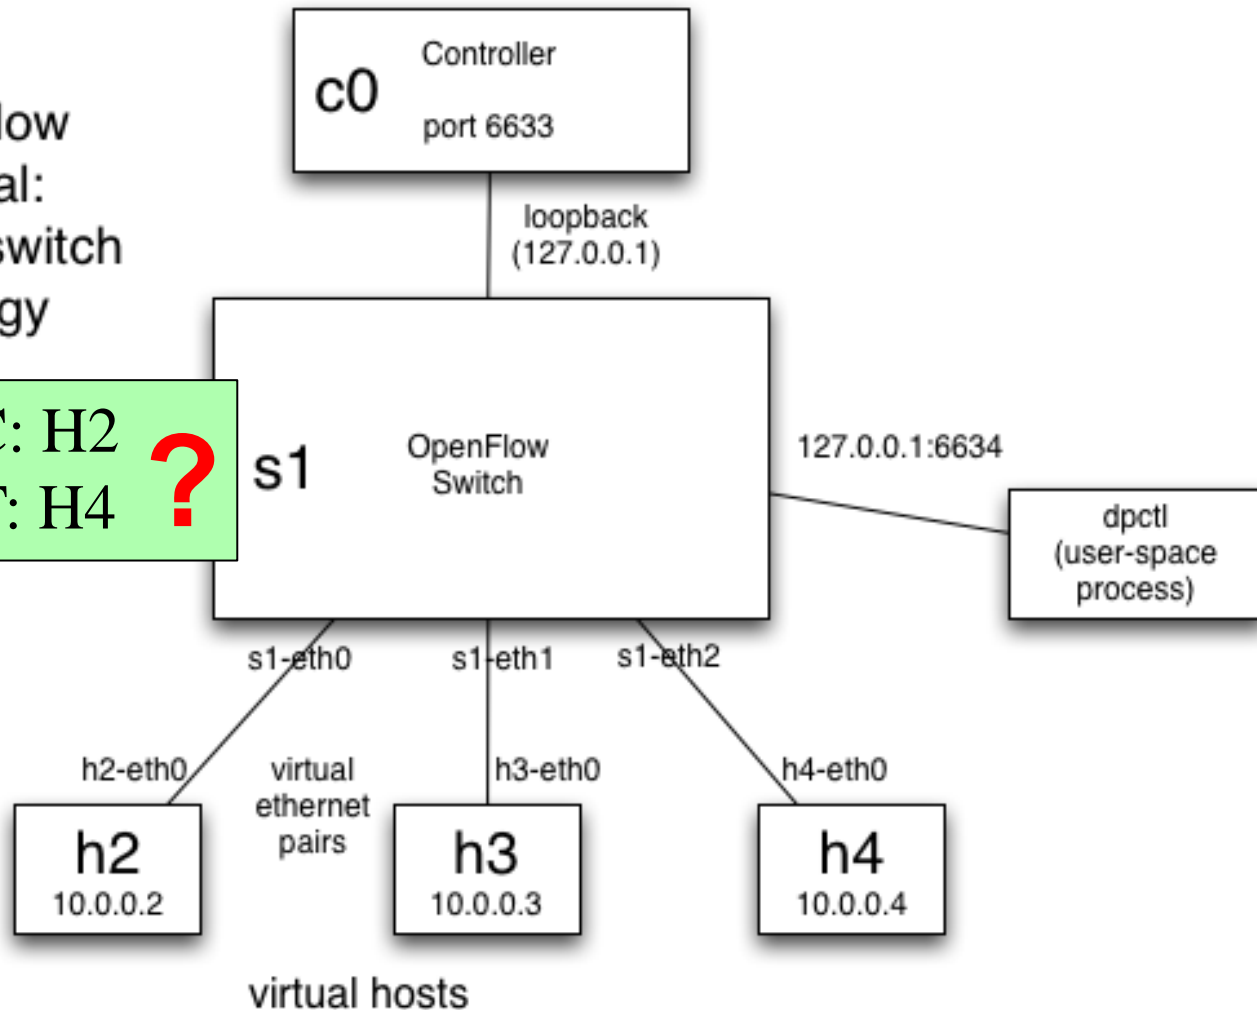 Controller
c0
port 6633
low
al:
switch
gy
loopback
(127.0.0.1)
C: H2
T: H4
?
s1
OpenFlow
Switch
127.0.0.1:6634
dpctl
(user-space
process)
s1-eth0
s1-eth1
s1-eth2
h2-eth0
virtual
ethernet
pairs
h3-eth0
h4-eth0
h2
10.0.0.2
h3
10.0.0.3
h4
10.0.0.4
virtual hosts